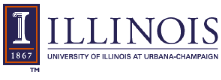 I
1867
ILLINOIS
UNIVERSITY OF ILLINOIS AT URBANA-CHAMPAIGN
TM